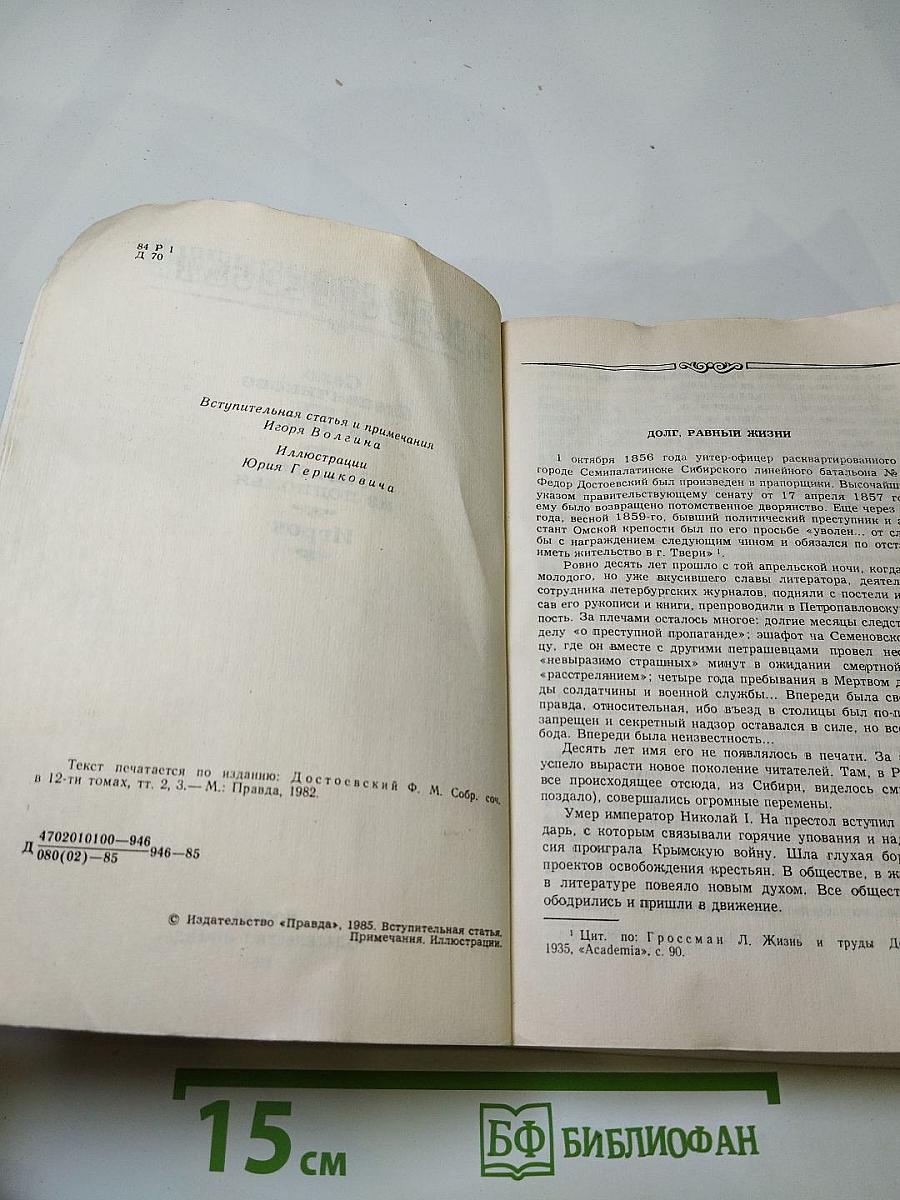 84 Р 1
Д 70
Вступительная статья и примечания
Игоря Волгина
Иллюстрации
Юрия Гершковича
Текст печатается по изданию: Достоевский Ф. М. Собр. соч.
в 12-ти томах, тт. 2, 3.— М.: Правда, 1982.
Д 4702010100—946
080(02)—85 946—85
© Издательство «Правда», 1985. Вступительная статья.
Примечания. Иллюстрации.
ДОЛГ, РАВНЫЙ ЖИЗНИ
1 октября 1856 года унтер-офицер расквартированного
городе Семипалатинске Сибирского линейного батальона №
Федор Достоевский был произведен в прапорщики. Высочайш
указом правительствующему сенату от 17 апреля 1857 го
ему было возвращено потомственное дворянство. Еще через
года, весной 1859-го, бывший политический преступник и а
стант Омской крепости был по его просьбе «уволен... от сл
бы с награждением следующим чином и обязался по отст
иметь жительство в г. Твери» ¹.
Ровно десять лет прошло с той апрельской ночи, когда
молодого, но уже вкусившего славы литератора, деятел
сотрудника петербургских журналов, подняли с постели и
сав его рукописи и книги, препроводили в Петропавловску
пость. За плечами осталось многое: долгие месяцы следст
делу «о преступной пропаганде»; эшафот на Семеновско
цу, где он вместе с другими петрашевцами провел нес
«невыразимо страшных» минут в ожидании смертной
«расстрелянием»; четыре года пребывания в Мертвом д
ды солдатчины и военной службы... Впереди была св
правда, относительная, ибо въезд в столицы был по-п
запрещен и секретный надзор оставался в силе, но все
бода. Впереди была неизвестность...
Десять лет имя его не появлялось в печати. За
успело вырасти новое поколение читателей. Там, в Р
все происходящее отсюда, из Сибири, виделось см
поздало), совершались огромные перемены.
Умер император Николай I. На престол вступил
дарь, с которым связывали горячие упования и над
сия проиграла Крымскую войну. Шла глухая бор
проектов освобождения крестьян. В обществе, в ж
в литературе повеяло новым духом. Все общест
ободрились и пришли в движение.
¹ Цит. по: Гроссман Л. Жизнь и труды До
1935, «Academia», с. 90.
15 см
БФ БИБЛИОФАН